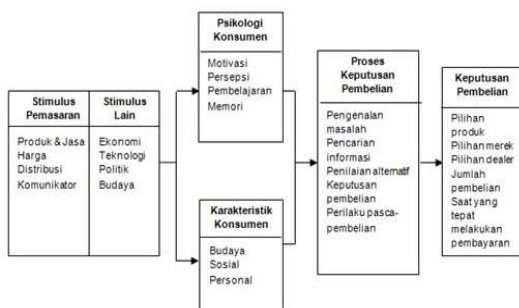 Stimulus
Pemasaran
Produk & Jasa
Harga
Distribusi
Komunikator
Stimulus
Lain
Ekonomi
Teknologi
Politik
Budaya
Psikologi
Konsumen
Motivasi
Persepsi
Pembelajaran
Memori
Karakteristik
Konsumen
Budaya
Sosial
Personal
Proses
Keputusan
Pembelian
Pengenalan
masalah
Pencarian
informasi
Penilaian alternatif
Keputusan
pembelian
Perilaku pasca-
pembelian
Keputusan
Pembelian
Pilihan
produk
Pilihan merek
Pilihan dealer
Jumlah
pembelian
Saat yang
tepat
melakukan
pembayaran